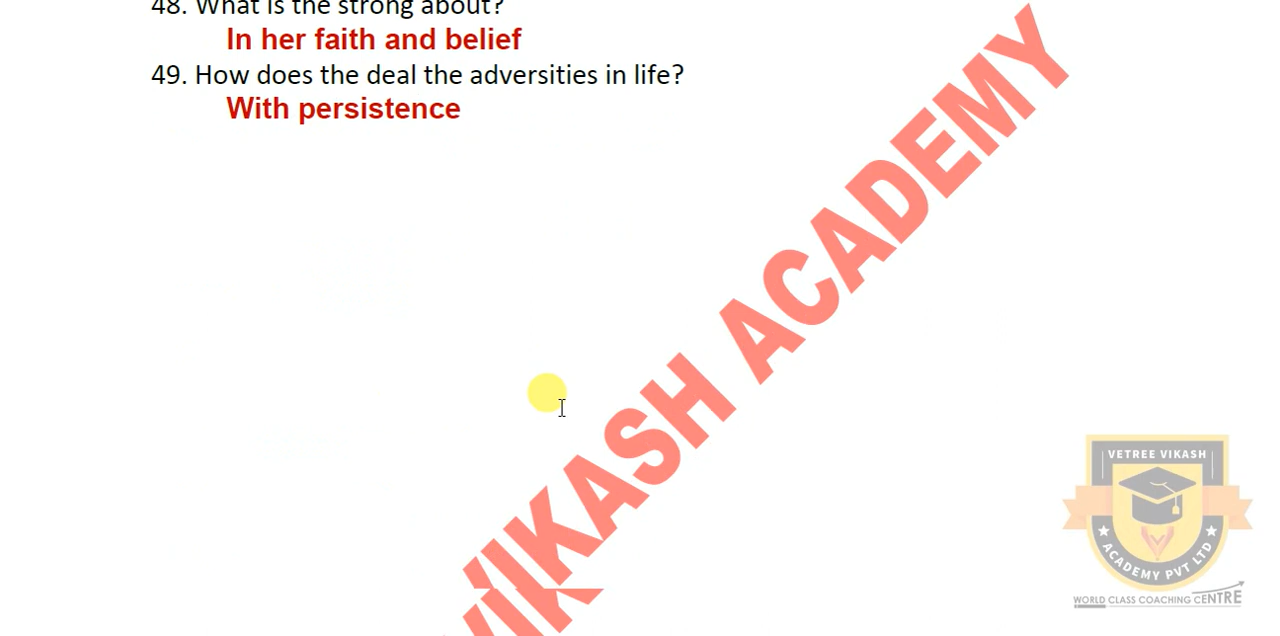 48. What is the strong about?
In her faith and belief
49. How does the deal the adversities in life?
With persistence
VIKASH ACADEMY
VETREE VIKASH
ACADEMY PVT LTD
WORLD CLASS COACHING CENTRE